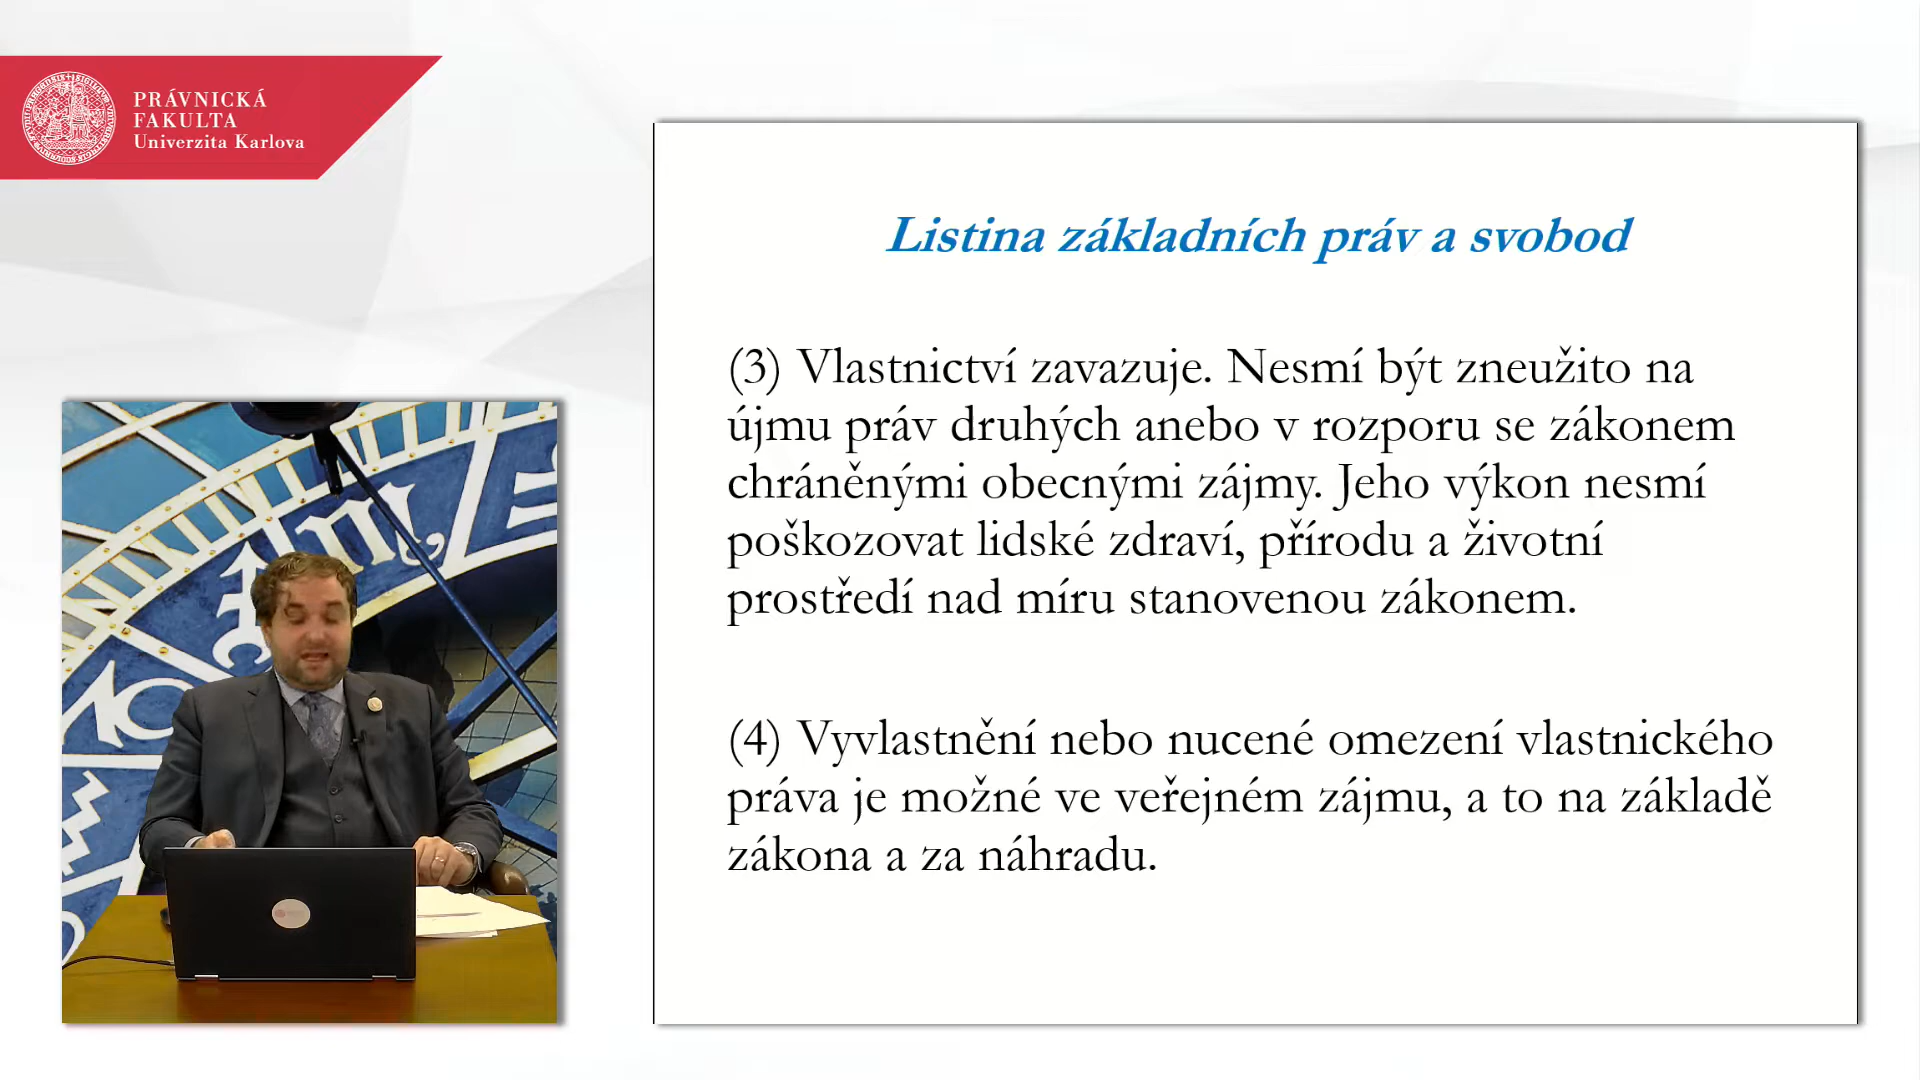 PRÁVNICKÁ
FAKULTA
Univerzita Karlova
Listina základních práv a svobod
(3) Vlastnictví zavazuje. Nesmí být zneužito na
újmu práv druhých anebo v rozporu se zákonem
chráněnými obecnými zájmy. Jeho výkon nesmí
poškozovat lidské zdraví, přírodu a životní
prostředí nad míru stanovenou zákonem.
(4) Vyvlastnění nebo nucené omezení vlastnického
práva je možné ve veřejném zájmu, a to na základě
zákona a za náhradu.